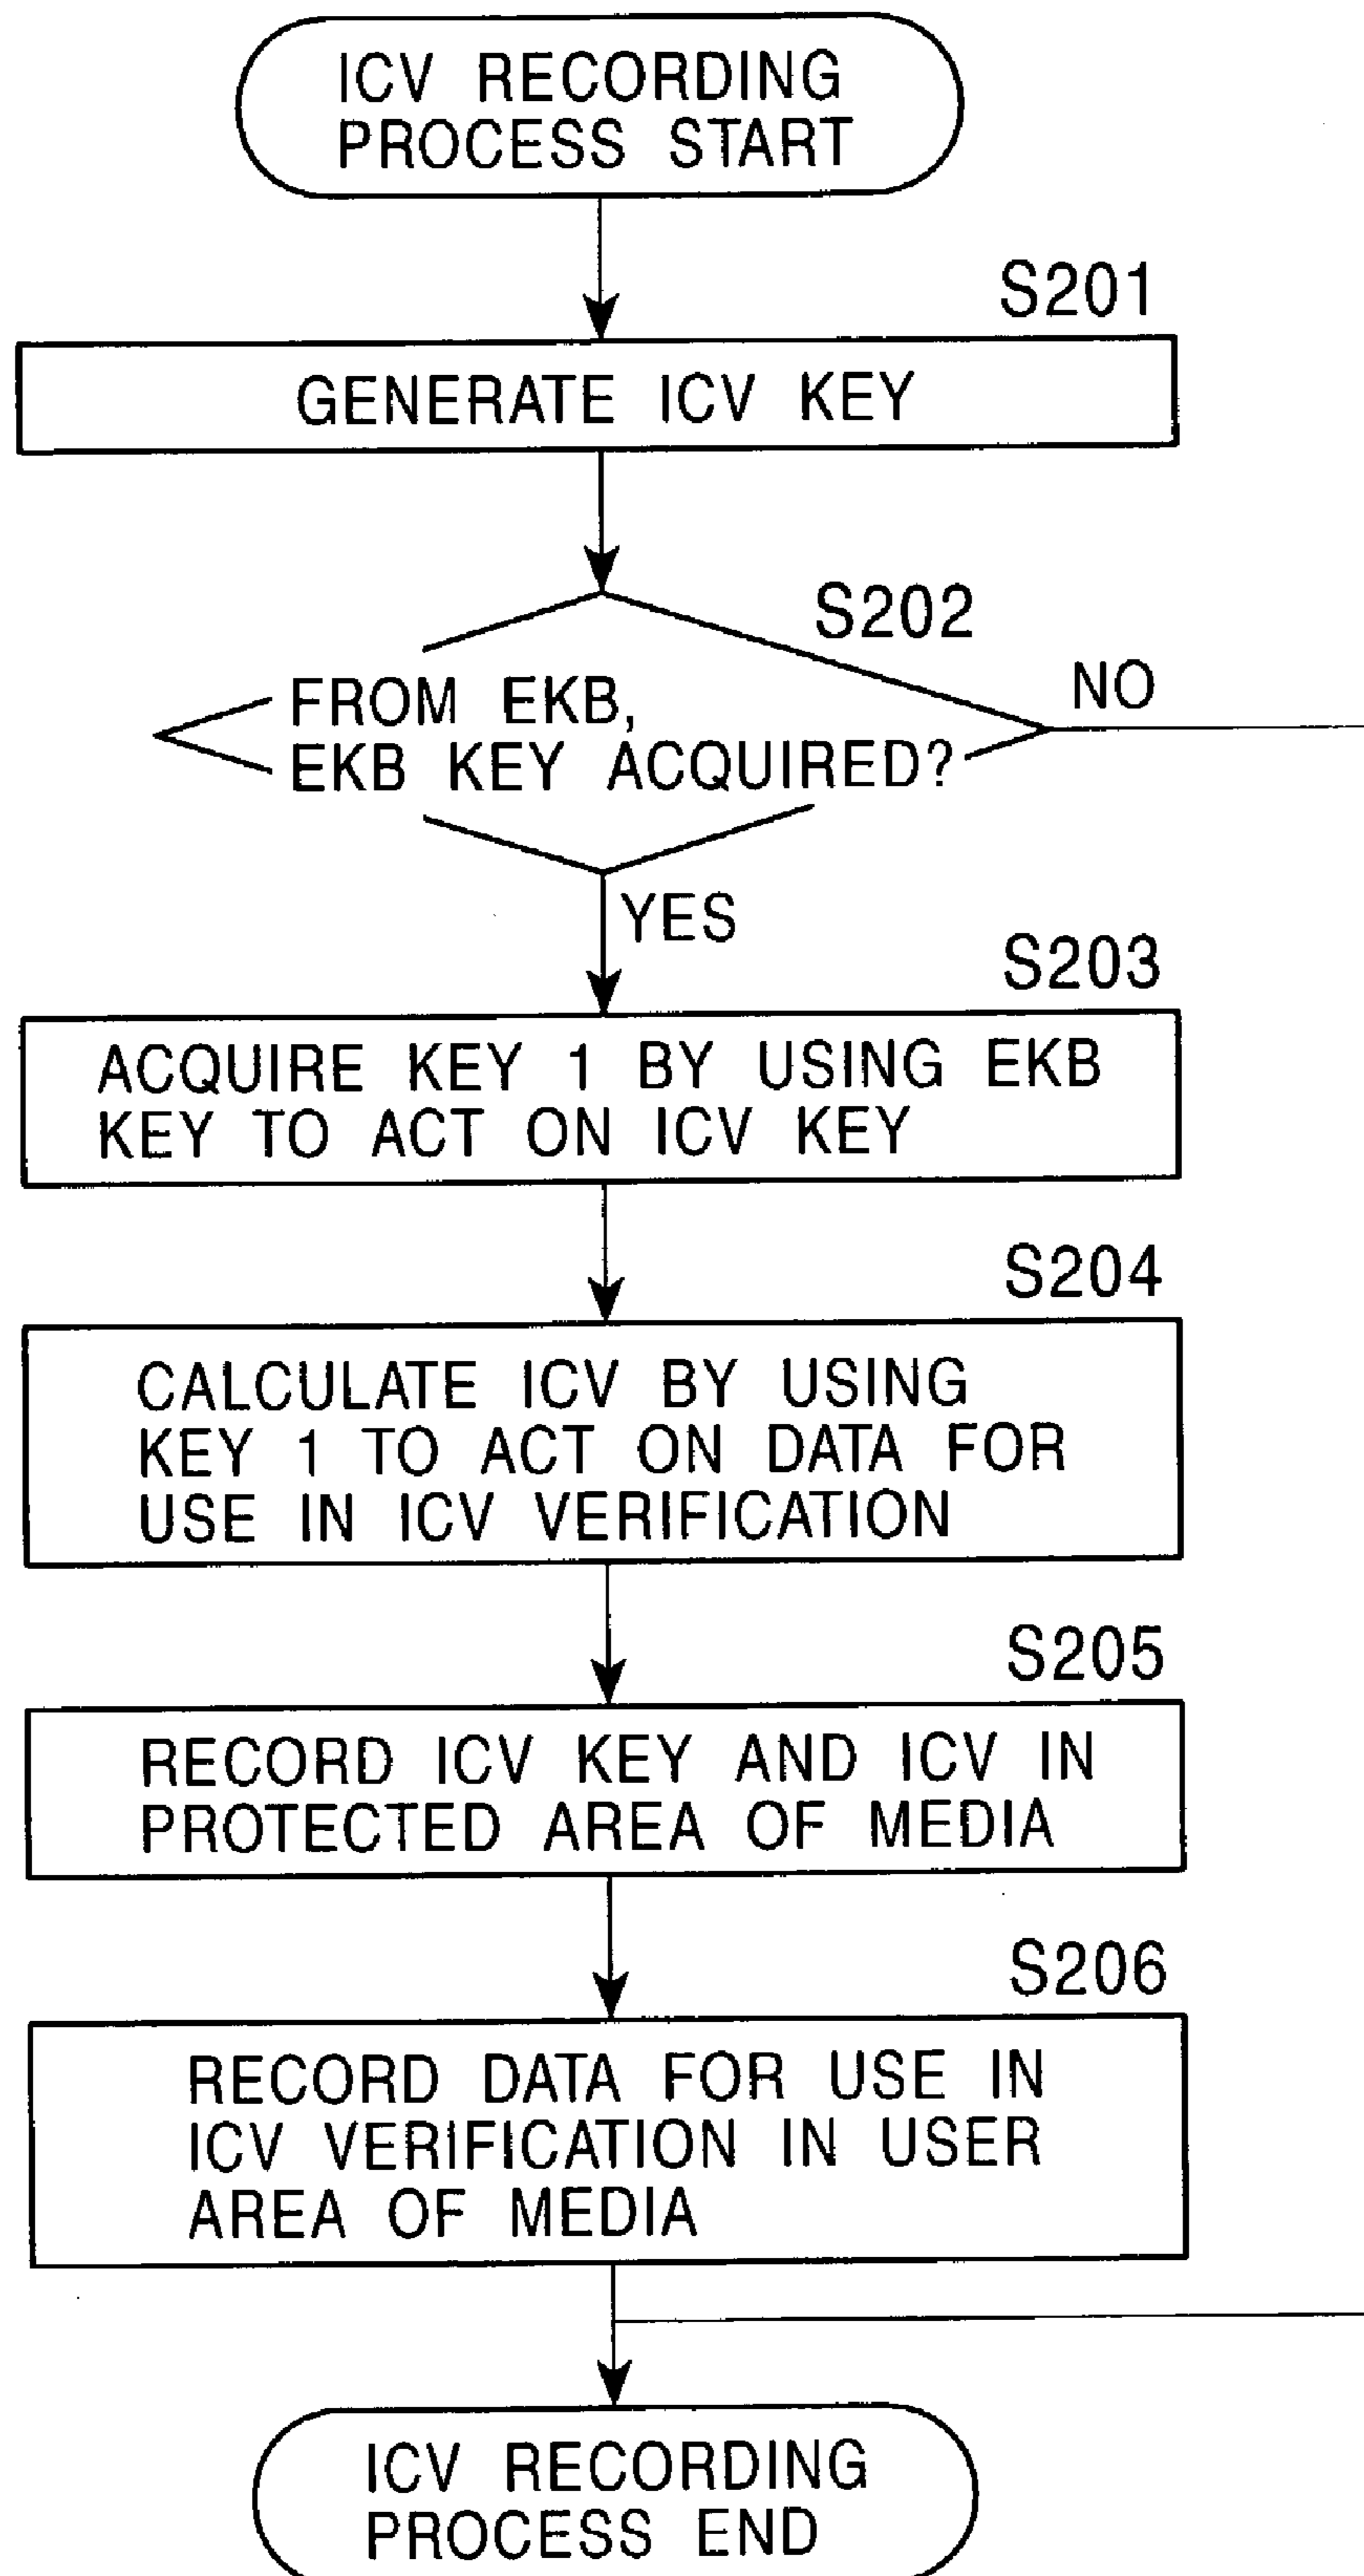 ICV RECORDING
PROCESS START
S201
GENERATE ICV KEY
S202
NO
FROM EKB,
EKB KEY ACQUIRED?
YES
S203
ACQUIRE KEY 1 BY USING EKB
KEY TO ACT ON ICV KEY
S204
CALCULATE ICV BY USING
KEY 1 TO ACT ON DATA FOR
USE IN ICV VERIFICATION
S205
RECORD ICV KEY AND ICV IN
PROTECTED AREA OF MEDIA
S206
RECORD DATA FOR USE IN
ICV VERIFICATION IN USER
AREA OF MEDIA
ICV RECORDING
PROCESS END